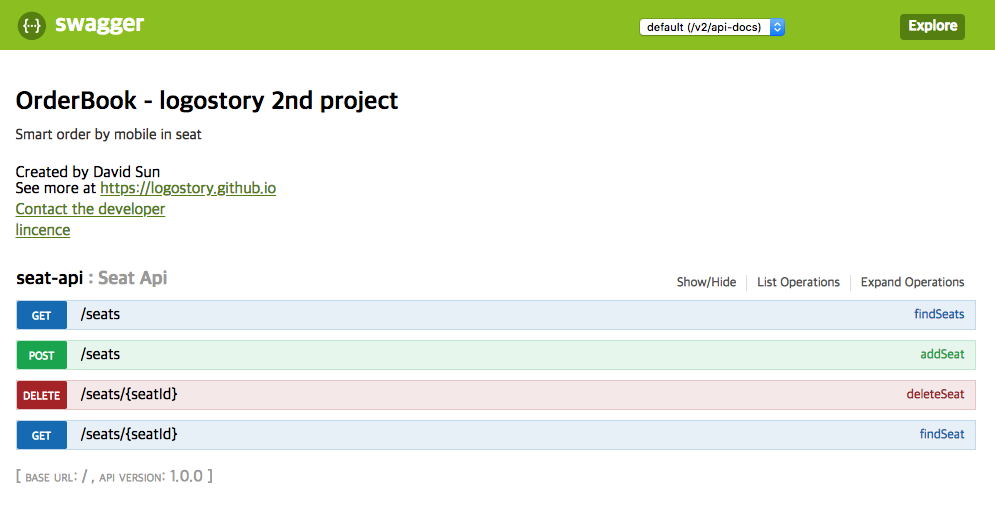 {···} swagger default (/v2/api-docs) Explore
OrderBook - logostory 2nd project
Smart order by mobile in seat
Created by David Sun
See more at https://logostory.github.io
Contact the developer
lincence
seat-api : Seat Api Show/Hide List Operations Expand Operations
GET /seats findSeats
POST /seats addSeat
DELETE /seats/{seatId} deleteSeat
GET /seats/{seatId} findSeat
[ BASE URL: / , API VERSION: 1.0.0 ]